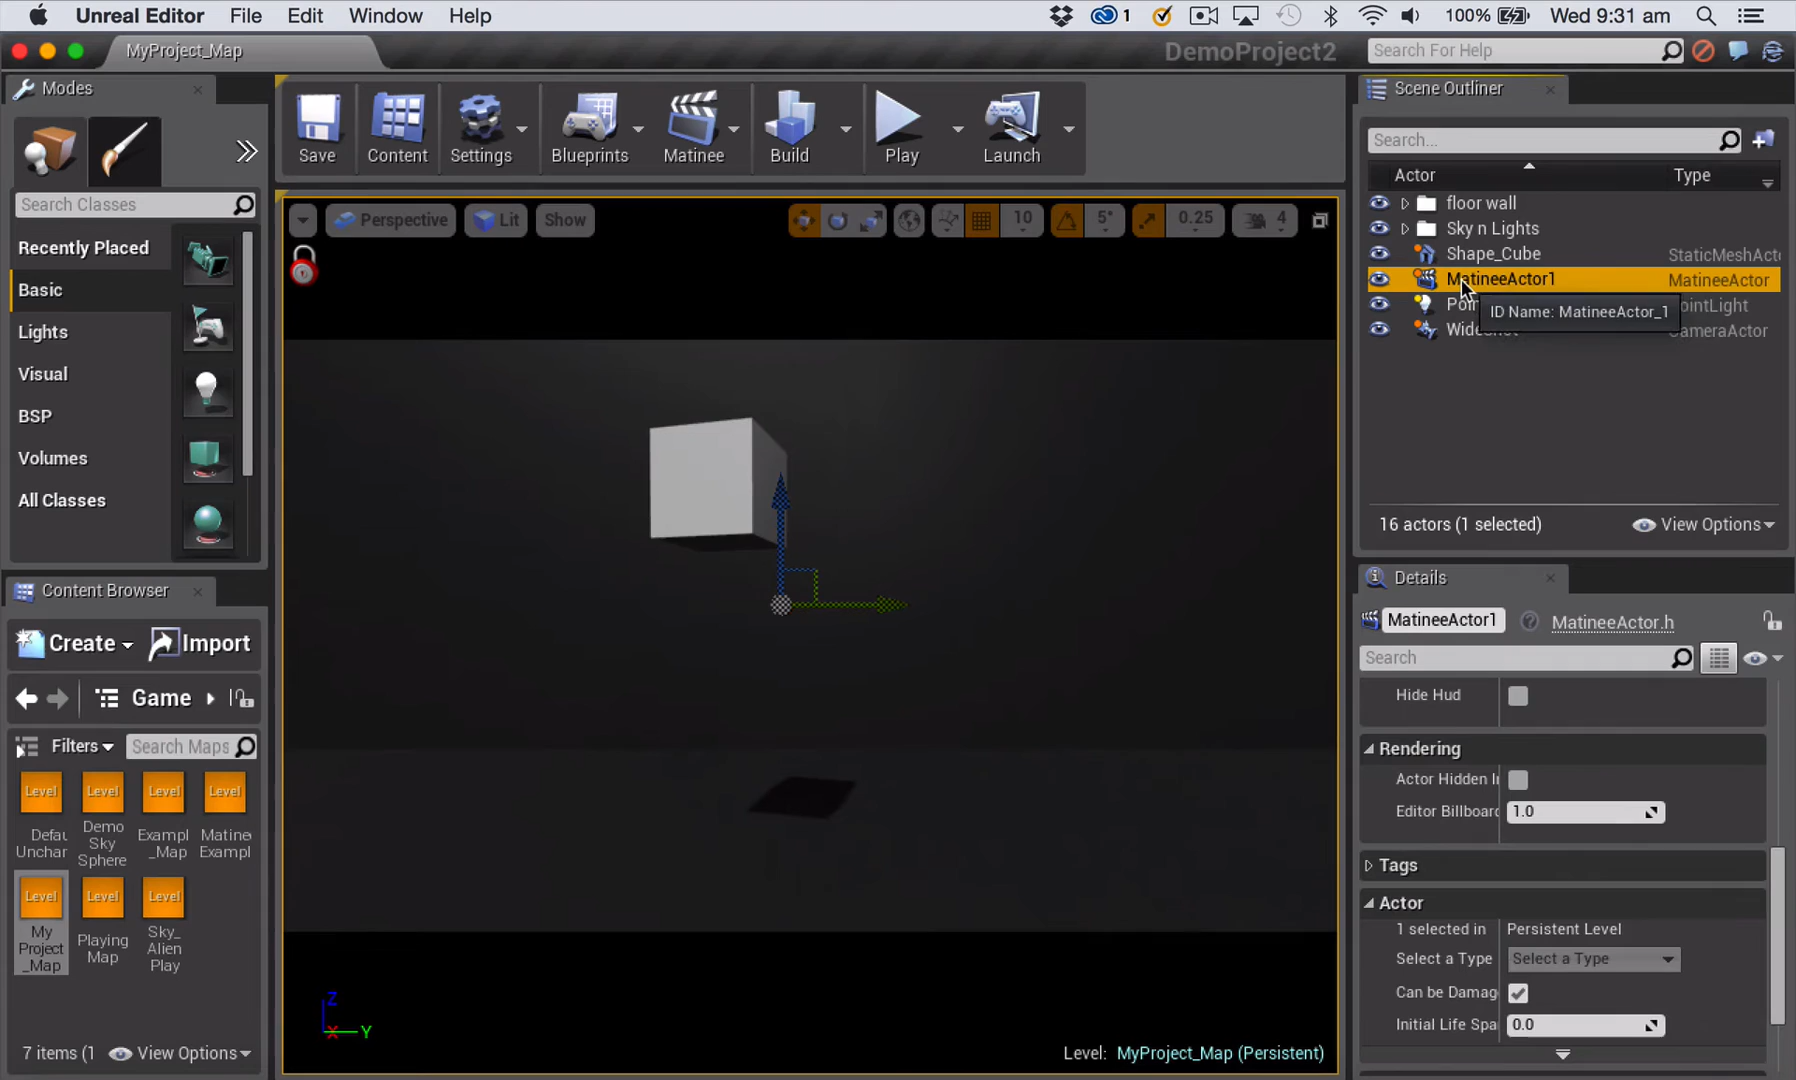 Unreal Editor File Edit Window Help 1 100% Wed 9:31 am
MyProject_Map DemoProject2 Search For Help
Modes
Save Content Settings Blueprints Matinee Build Play Launch
Search Classes
Recently Placed
Basic
Lights
Visual
BSP
Volumes
All Classes
Perspective Lit Show 10 5° 0.25 4
Scene Outliner
Search...
Actor Type
floor wall
Sky n Lights
Shape_Cube StaticMeshActo
MatineeActor1 MatineeActor
ID Name: MatineeActor_1
16 actors (1 selected) View Options
Content Browser
Create Import
Game
Filters Search Maps
Level Level Level Level
Defau
Unchar
Demo
Sky
Sphere
Exampl
_Map
Matine
Exampl
Level Level Level
My
Project
_Map
Playing
Map
Sky_
Alien
Play
7 items (1 View Options
Z
X Y
Level: MyProject_Map (Persistent)
Details
MatineeActor1 MatineeActor.h
Search
Hide Hud
Rendering
Actor Hidden I
Editor Billboard 1.0
Tags
Actor
1 selected in Persistent Level
Select a Type Select a Type
Can be Damag
Initial Life Spa 0.0